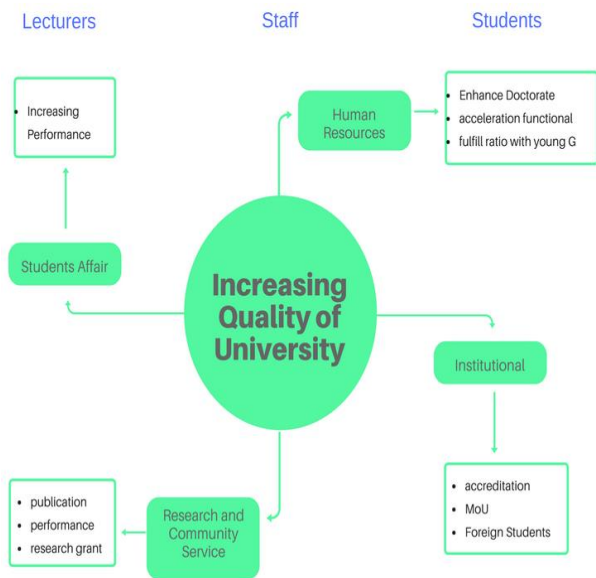 Lecturers
Staff
Students
Increasing
Performance
Human
Resources
Enhance Doctorate
acceleration functional
fulfill ratio with young G
Students Affair
Increasing
Quality of
University
Institutional
publication
performance
research grant
Research and
Community
Service
accreditation
MoU
Foreign Students